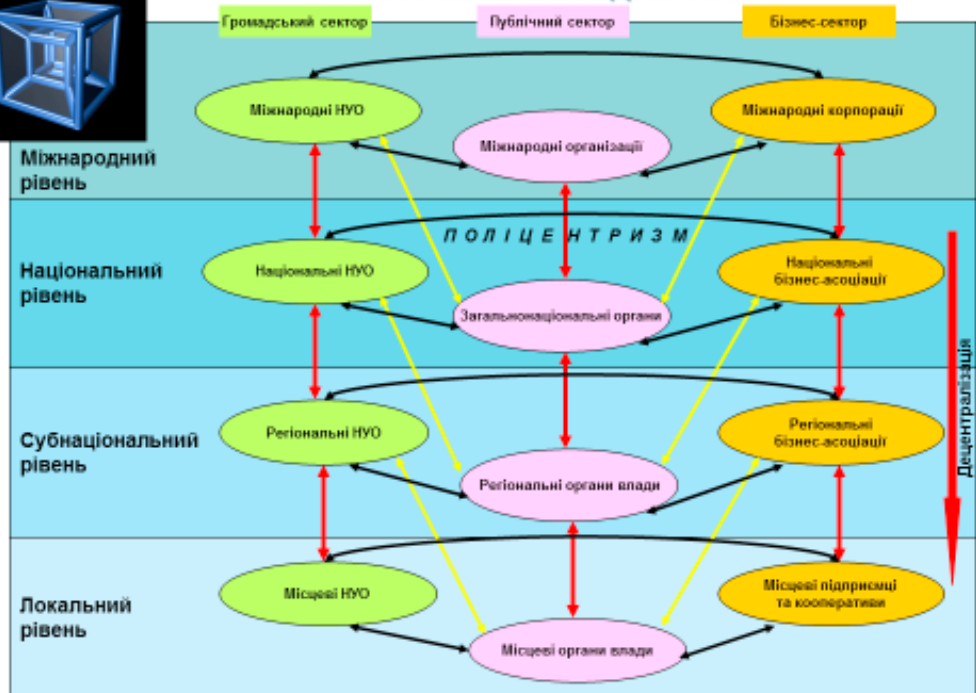 Громадський сектор
Публічний сектор
Бізнес-сектор
Міжнародний
рівень
Міжнародні НУО
Міжнародні організації
Міжнародні корпорації
ПОЛІЦЕНТРИЗМ
Національний
рівень
Національні НУО
Загальнонаціональні органи
Національні
бізнес-асоціації
Децентралізація
Субнаціональний
рівень
Регіональні НУО
Регіональні органи влади
Регіональні
бізнес-асоціації
Локальний
рівень
Місцеві НУО
Місцеві органи влади
Місцеві підприємці
та кооперативи